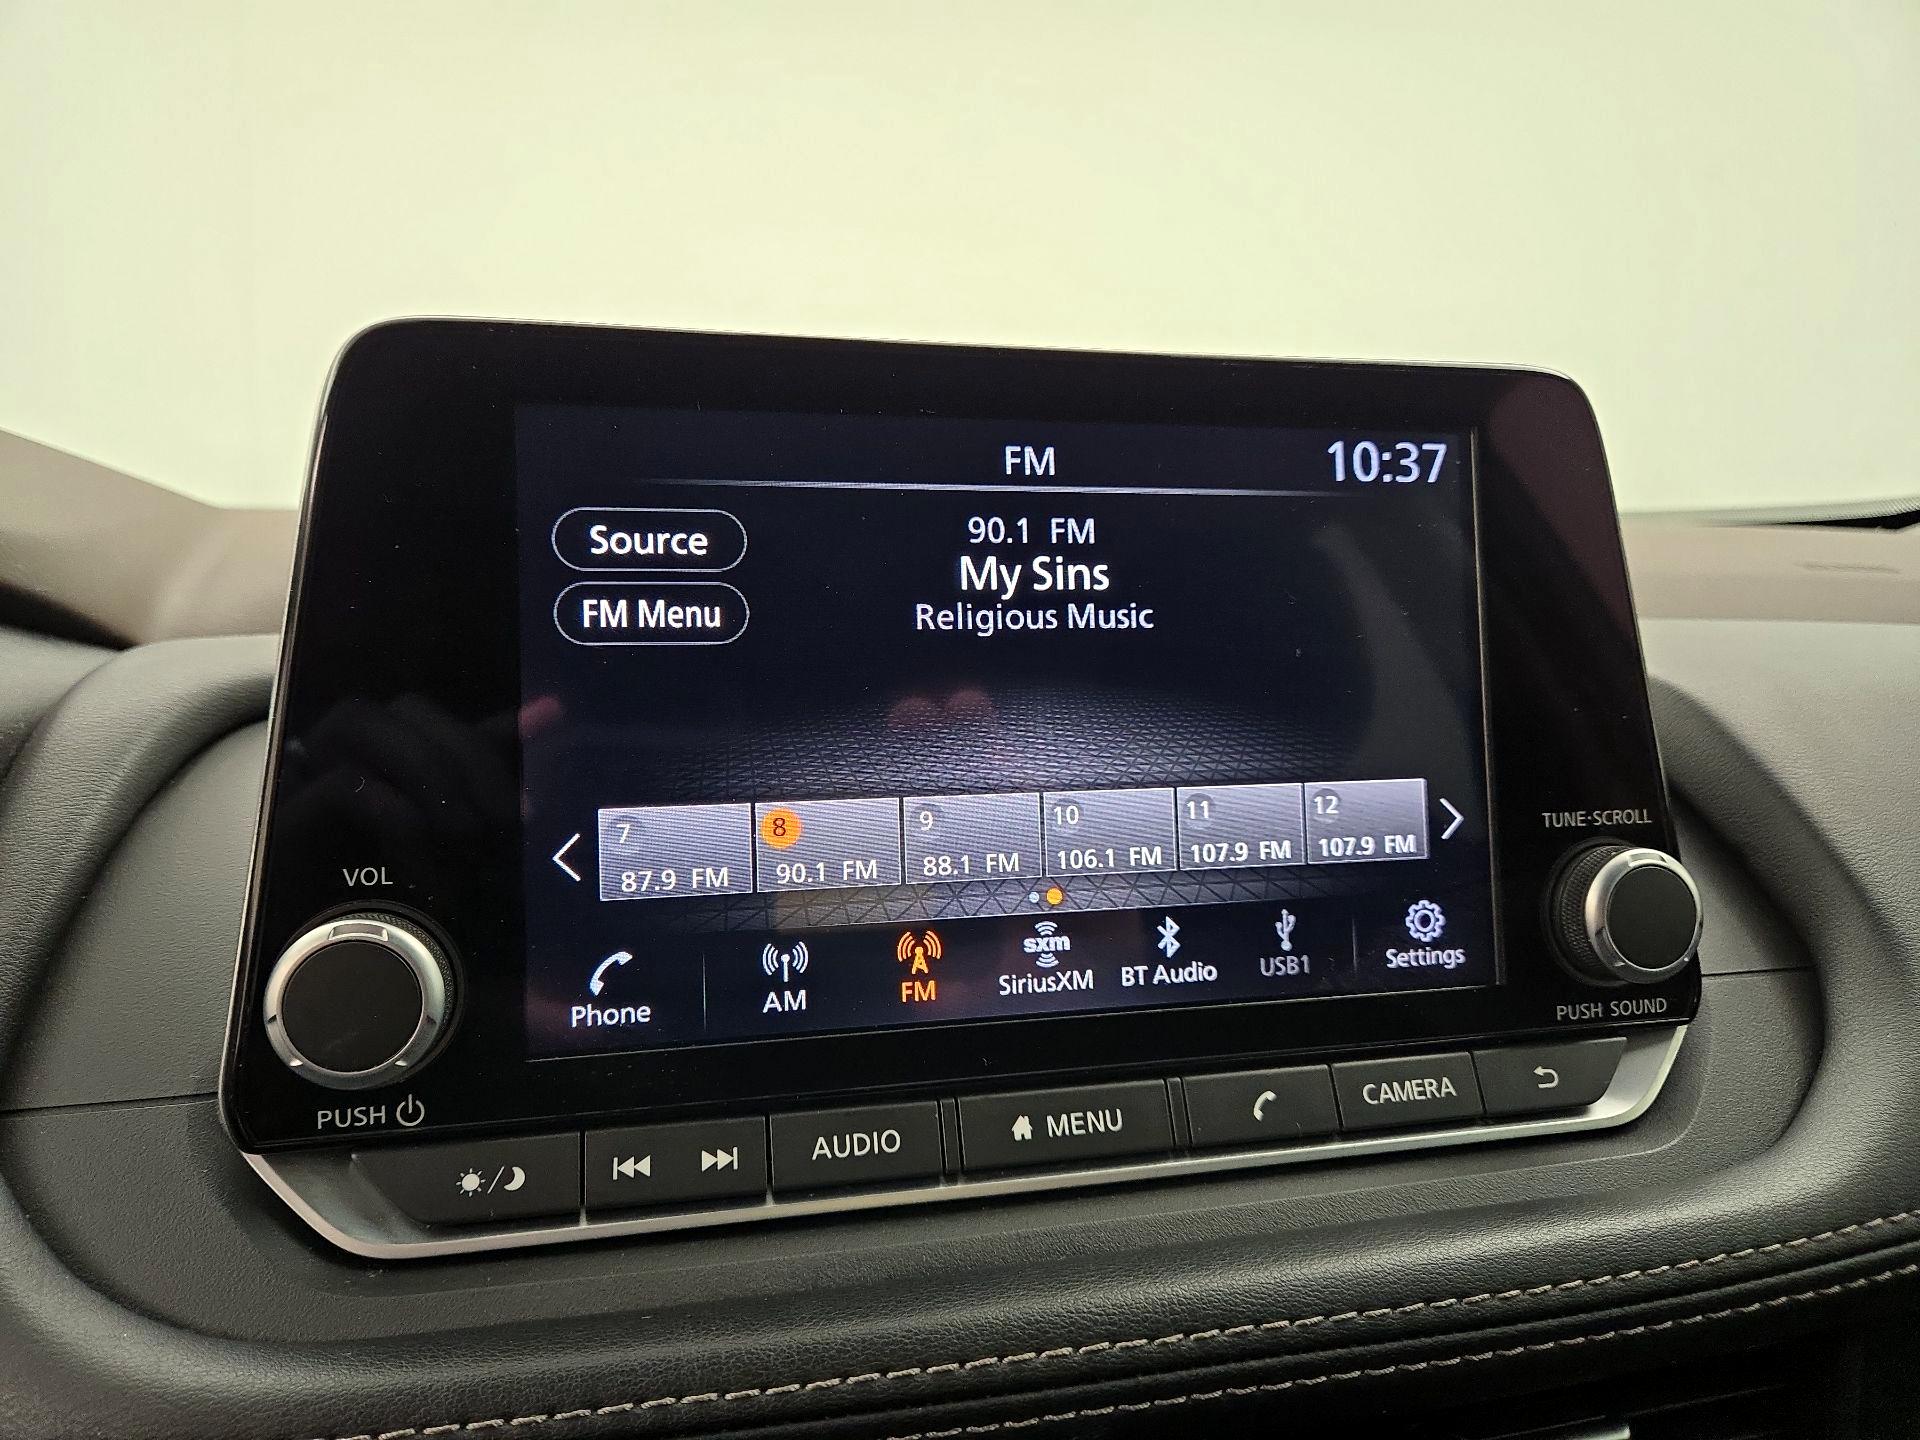 FM
10:37
Source
90.1 FM
My Sins
FM Menu
Religious Music
7
8
9
10
11
12
87.9 FM
90.1 FM
88.1 FM
106.1 FM
107.9 FM
107.9 FM
TUNE·SCROLL
VOL
sxm
Phone
AM
FM
SiriusXM
BT Audio
USB1
Settings
PUSH SOUND
PUSH
AUDIO
MENU
CAMERA